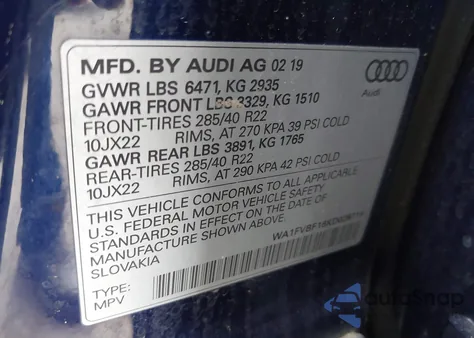 MFD. BY AUDI AG 02 19
GVWR LBS 6471, KG 2935
GAWR FRONT LBS 3329, KG 1510
FRONT-TIRES 285/40 R22
10JX22 RIMS, AT 270 KPA 39 PSI COLD
GAWR REAR LBS 3891, KG 1765
REAR-TIRES 285/40 R22
10JX22 RIMS, AT 290 KPA 42 PSI COLD
THIS VEHICLE CONFORMS TO ALL APPLICABLE
U.S. FEDERAL MOTOR VEHICLE SAFETY
STANDARDS IN EFFECT ON THE DATE OF
MANUFACTURE SHOWN ABOVE.
SLOVAKIA
TYPE:
MPV
Audi
autoSnap